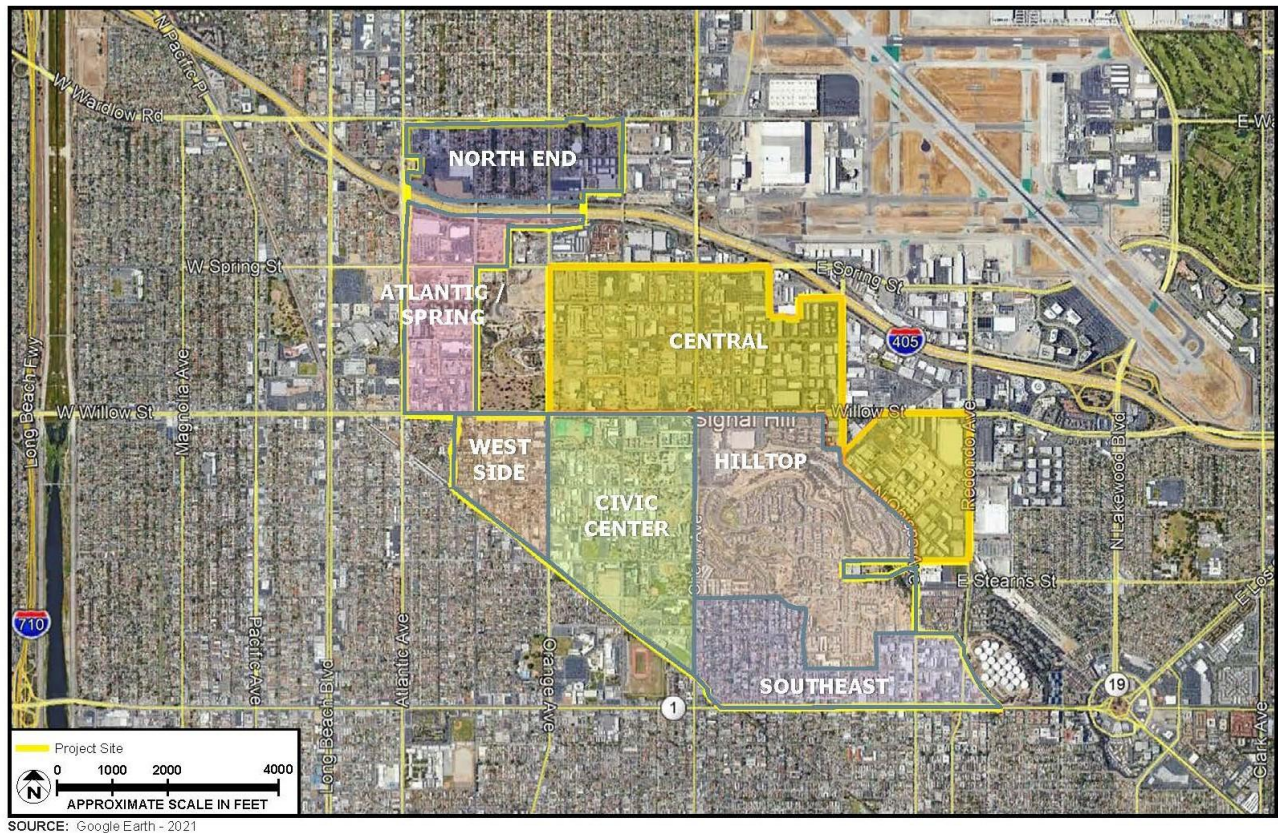 N Pacific P
W Wardlow Rd
E W
NORTH END
W Spring St
E Spring St
ATLANTIC /
SPRING
CENTRAL
405
Long Beach Fwy
Magnolia Ave
W Willow St
Willow St
Signal Hill
WEST
SIDE
HILLTOP
CIVIC
CENTER
Redondo Ave
N Lakewood Blvd
E Stearns St
E Los
710
Pacific Ave
Long Beach Blvd
Atlantic Ave
Orange Ave
SOUTHEAST
1
19
Clark Ave
Project Site
0 1000 2000 4000
N
APPROXIMATE SCALE IN FEET
SOURCE: Google Earth - 2021